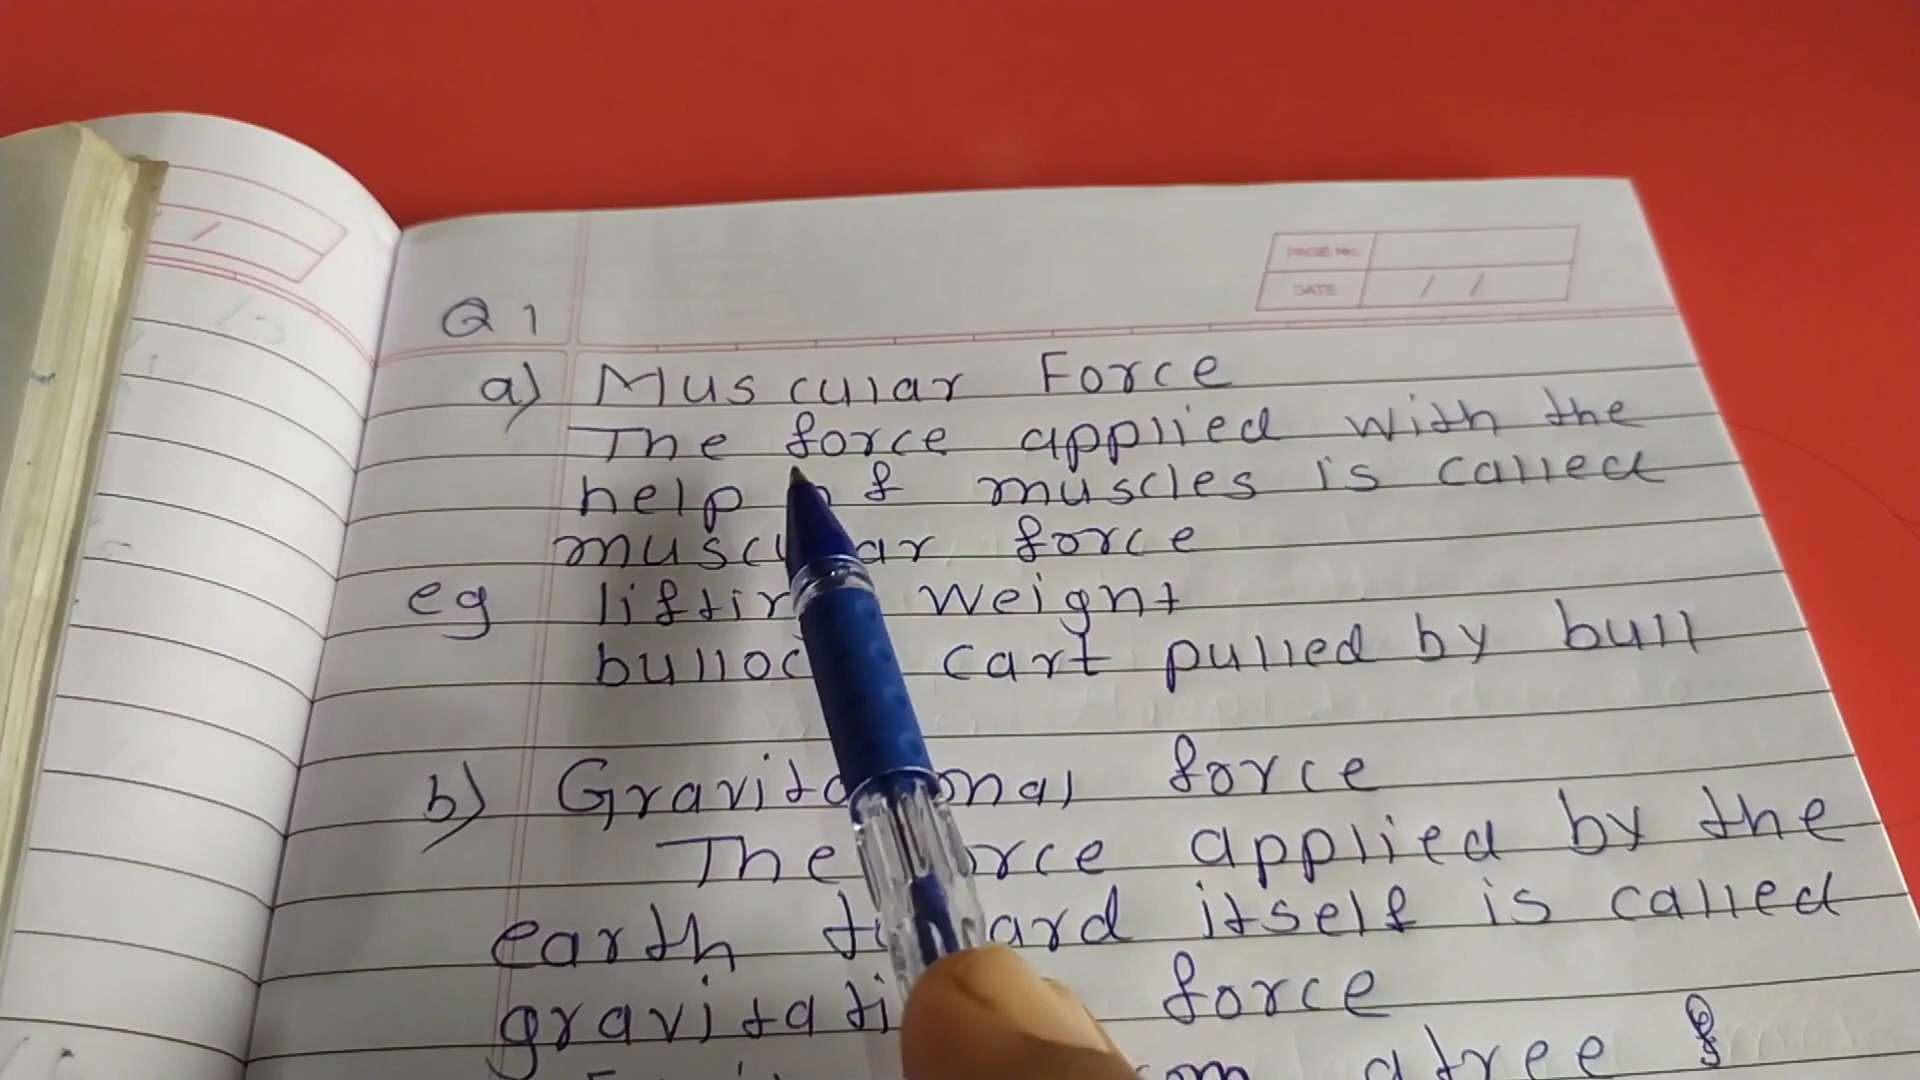 PAGE No.
DATE / /
Q 1
a) Muscular Force
The force applied with the
help of muscles is called
muscular force
eg lifting weight
bullock cart pulled by bull
b) Gravitational force
The force applied by the
earth toward itself is called
gravitational force
a tree